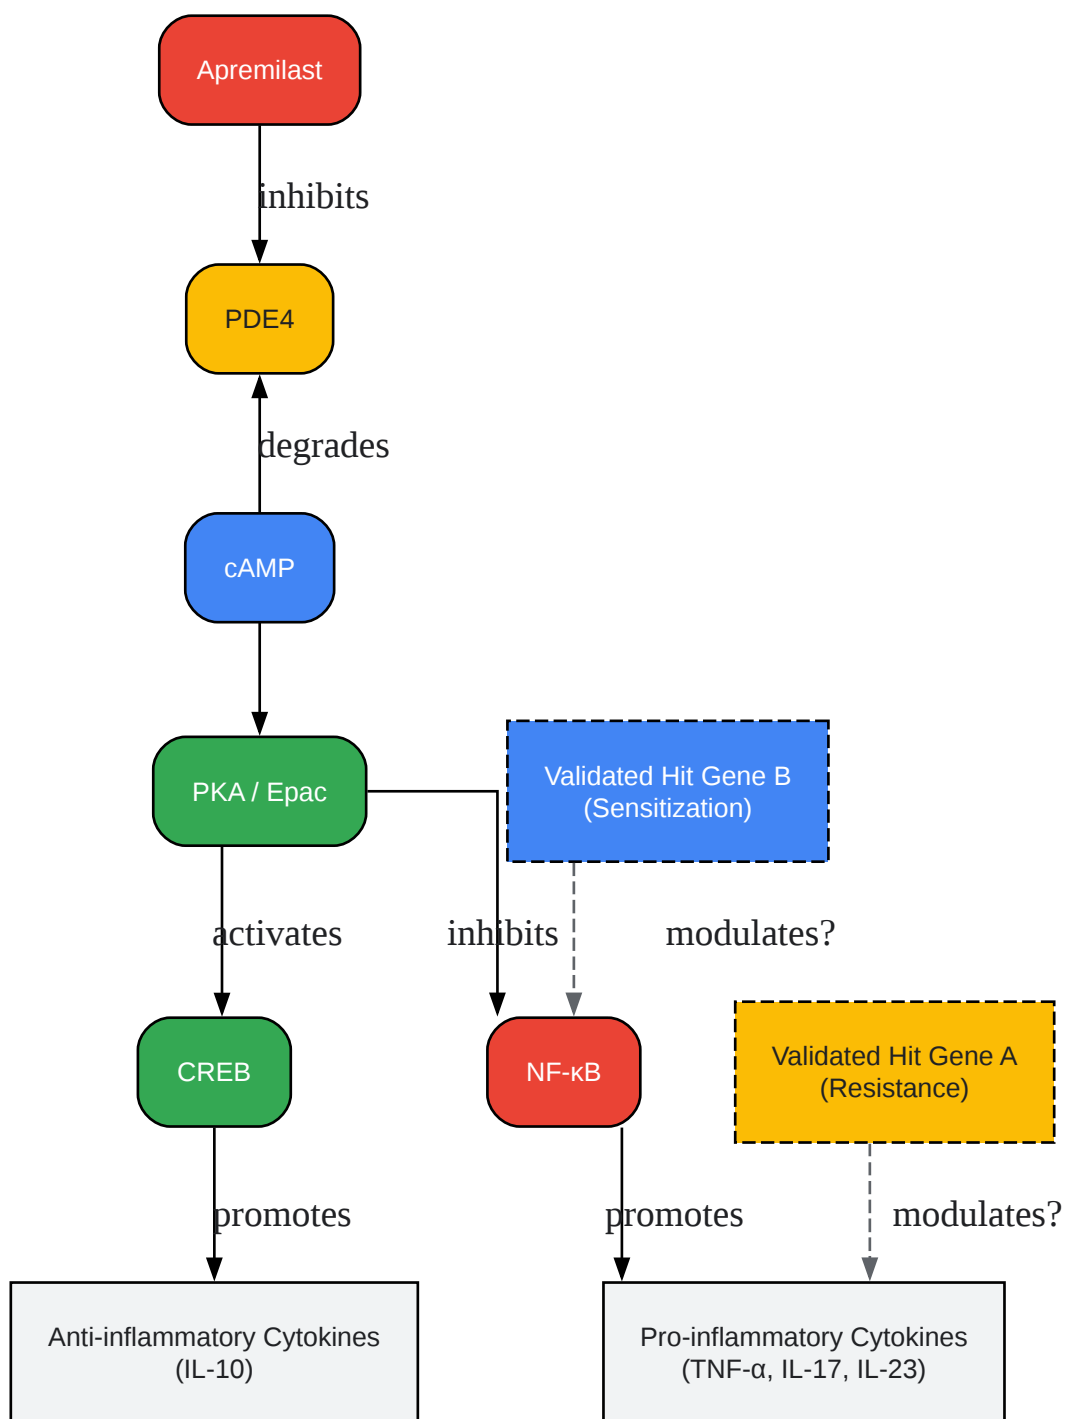 Apremilast
inhibits
PDE4
degrades
cAMP
PKA / Epac
Validated Hit Gene B
(Sensitization)
activates
inhibits
modulates?
CREB
NF-κB
Validated Hit Gene A
(Resistance)
promotes
promotes
modulates?
Anti-inflammatory Cytokines
(IL-10)
Pro-inflammatory Cytokines
(TNF-α, IL-17, IL-23)